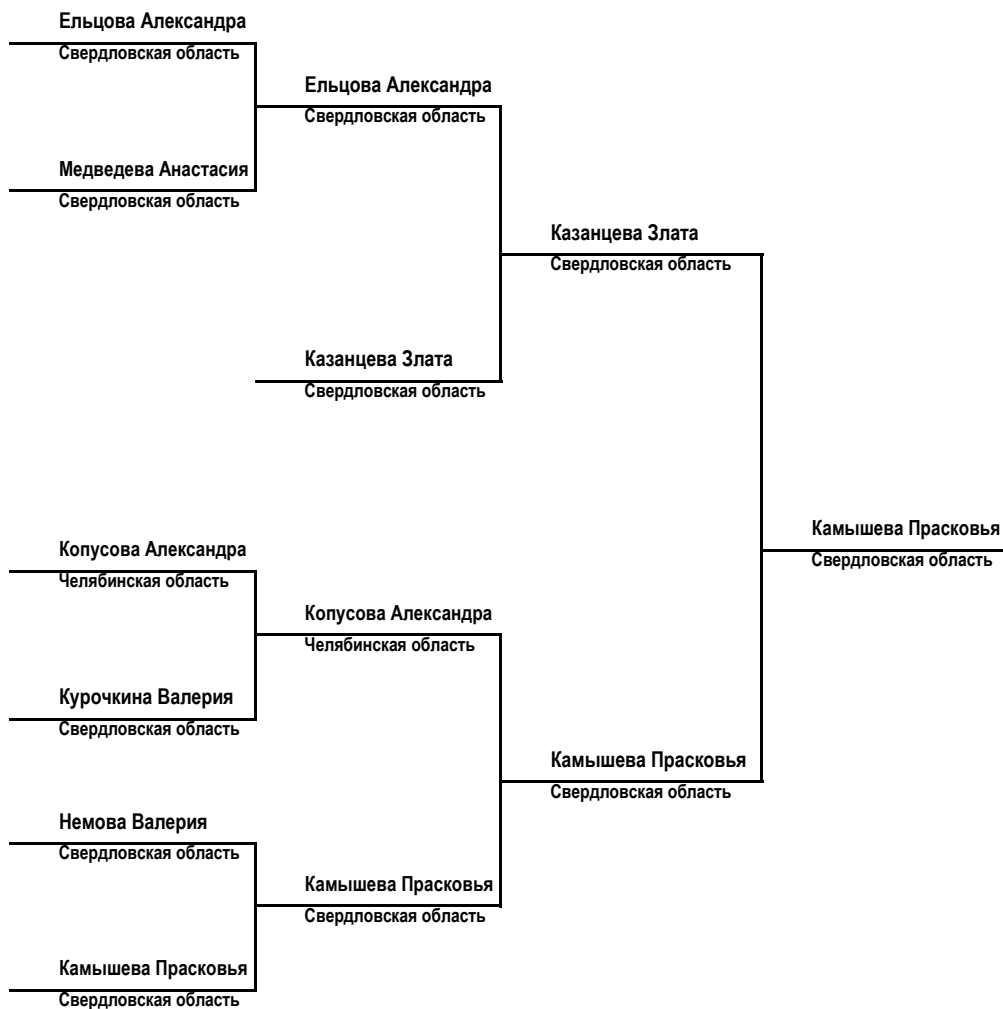 Ельцова Александра
Свердловская область
Ельцова Александра
Свердловская область
Медведева Анастасия
Свердловская область
Казанцева Злата
Свердловская область
Казанцева Злата
Свердловская область
Камышева Прасковья
Свердловская область
Копусова Александра
Челябинская область
Копусова Александра
Челябинская область
Курочкина Валерия
Свердловская область
Камышева Прасковья
Свердловская область
Немова Валерия
Свердловская область
Камышева Прасковья
Свердловская область
Камышева Прасковья
Свердловская область